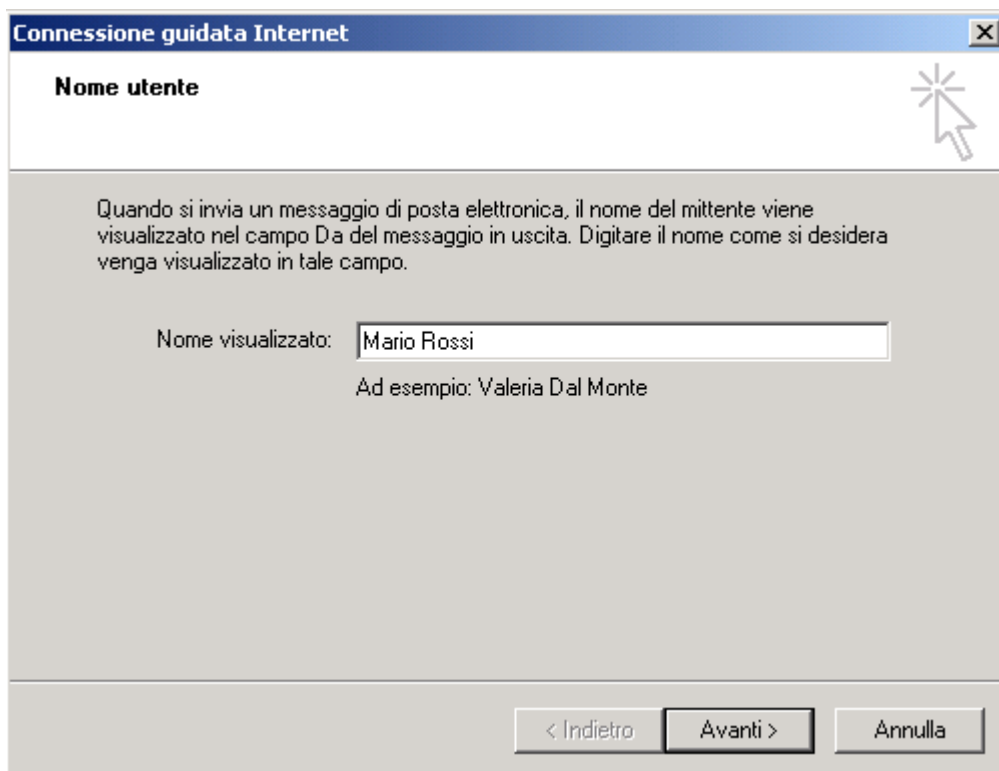 Connessione guidata Internet
Nome utente
Quando si invia un messaggio di posta elettronica, il nome del mittente viene
visualizzato nel campo Da del messaggio in uscita. Digitare il nome come si desidera
venga visualizzato in tale campo.
Nome visualizzato: Mario Rossi
Ad esempio: Valeria Dal Monte
< Indietro Avanti > Annulla